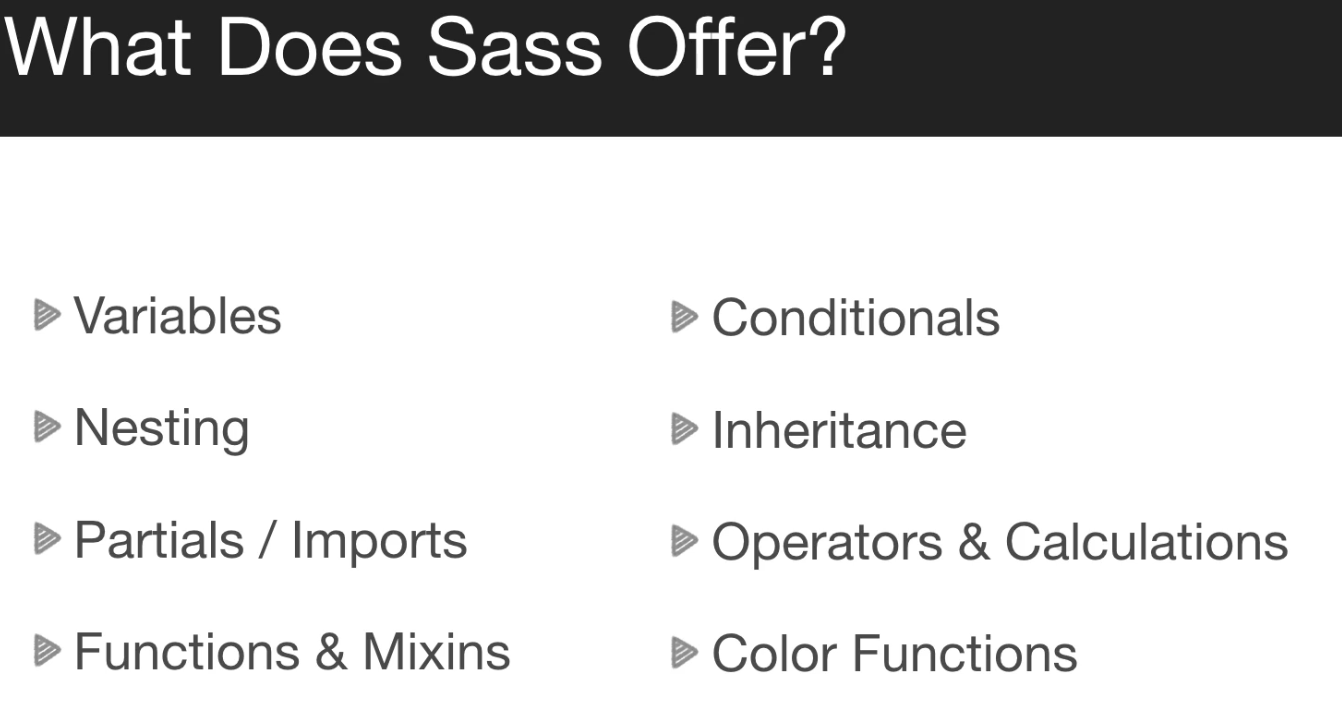 What Does Sass Offer?
Variables
Nesting
Partials / Imports
Functions & Mixins
Conditionals
Inheritance
Operators & Calculations
Color Functions